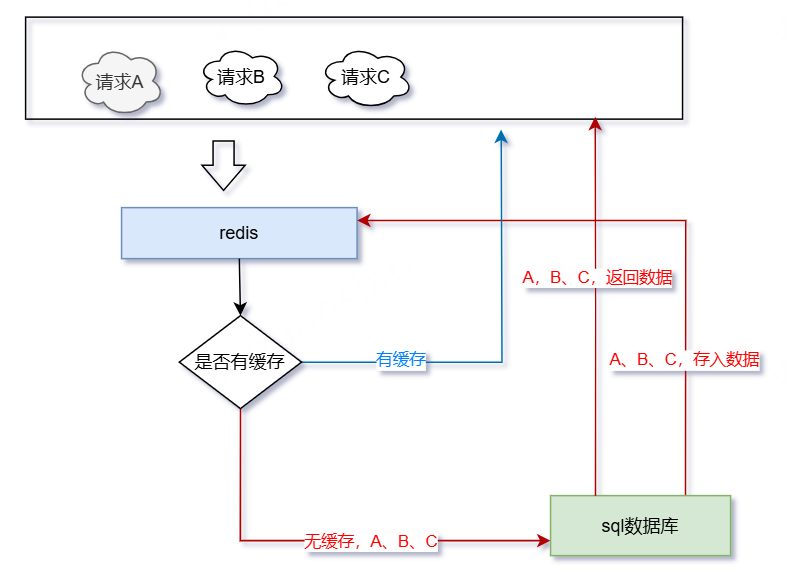 请求A
请求B
请求C
redis
A，B、C，返回数据
是否有缓存
有缓存
A、B、C，存入数据
sql数据库
无缓存，A、B、C